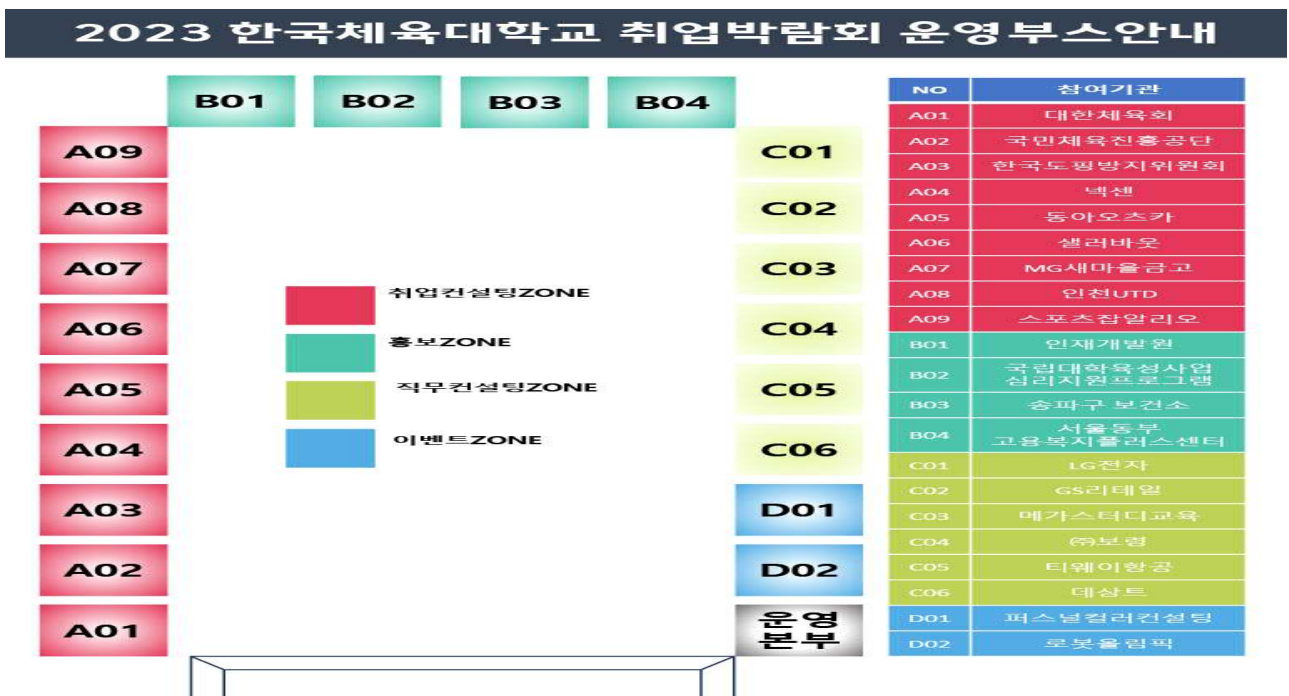 2023 한국체육대학교 취업박람회 운영부스안내
B01
B02
B03
B04
A09
A08
A07
A06
A05
A04
A03
A02
A01
취업컨설팅ZONE
홍보ZONE
직무컨설팅ZONE
이벤트ZONE
C01
C02
C03
C04
C05
C06
D01
D02
운영
본부
NO 참여기관
A01 대한체육회
A02 국민체육진흥공단
A03 한국도핑방지위원회
A04 넥센
A05 동아오츠카
A06 샐러바웃
A07 MG새마을금고
A08 인천UTD
A09 스포츠잡알리오
B01 인재개발원
B02 국립대학육성사업
심리지원프로그램
B03 송파구 보건소
B04 서울동부
고용복지플러스센터
C01 LG전자
C02 GS리테일
C03 메가스터디교육
C04 ㈜보령
C05 티웨이항공
C06 데상트
D01 퍼스널컬러컨설팅
D02 로봇올림픽